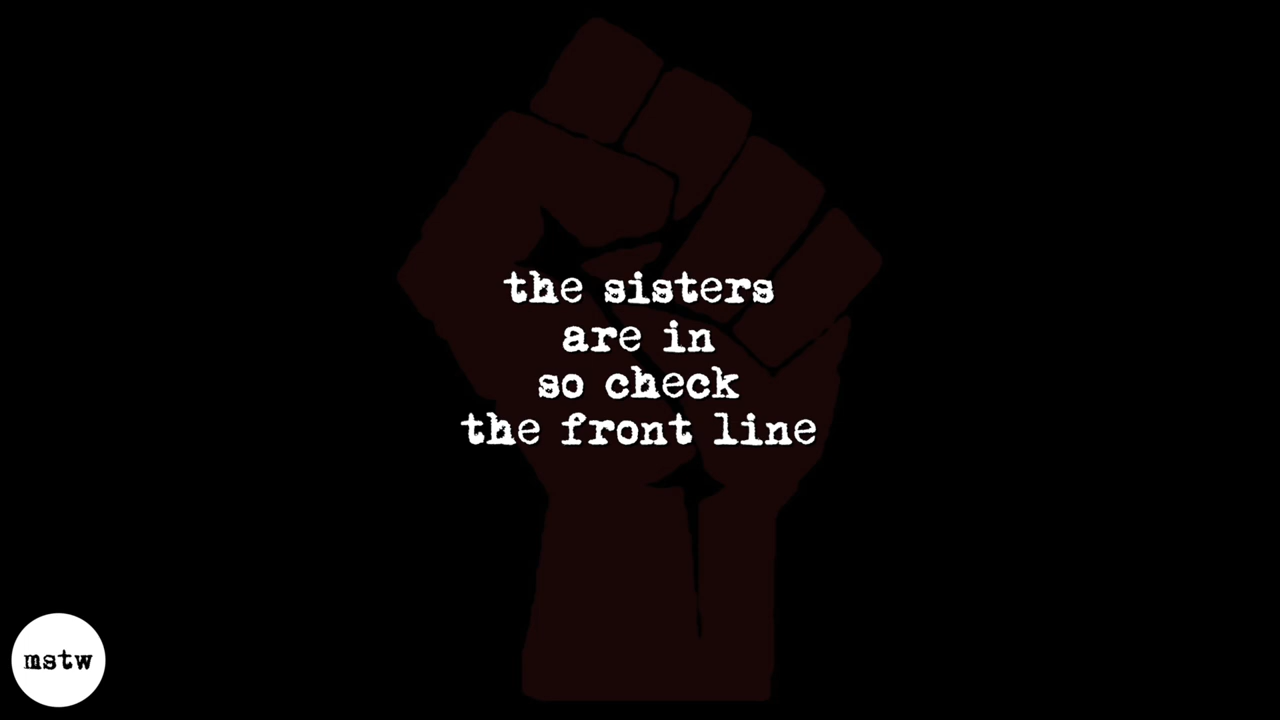 the sisters
are in
so check
the front line
mstw